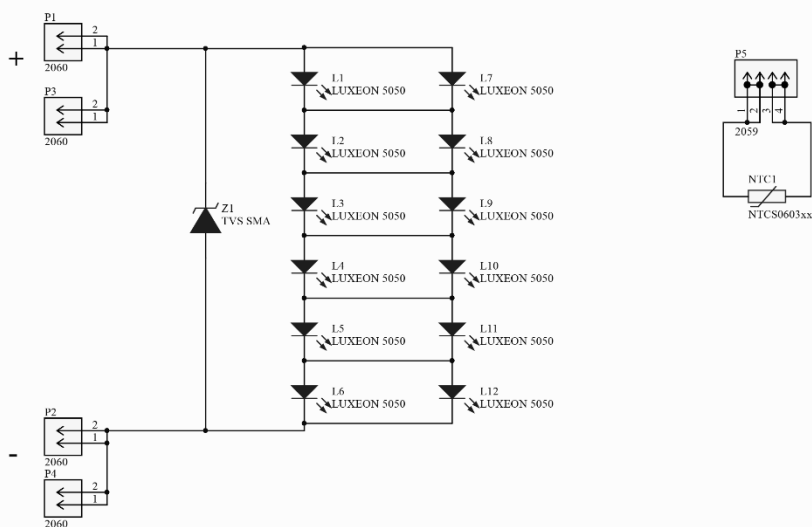 P1
2
1
2060
+
P3
2
1
2060
Z1
TVS SMA
L1
LUXEON 5050
L7
LUXEON 5050
L2
LUXEON 5050
L8
LUXEON 5050
L3
LUXEON 5050
L9
LUXEON 5050
L4
LUXEON 5050
L10
LUXEON 5050
L5
LUXEON 5050
L11
LUXEON 5050
L6
LUXEON 5050
L12
LUXEON 5050
P2
2
1
2060
-
P4
2
1
2060
P5
1
2
3
4
2059
NTC1
NTCS0603xx